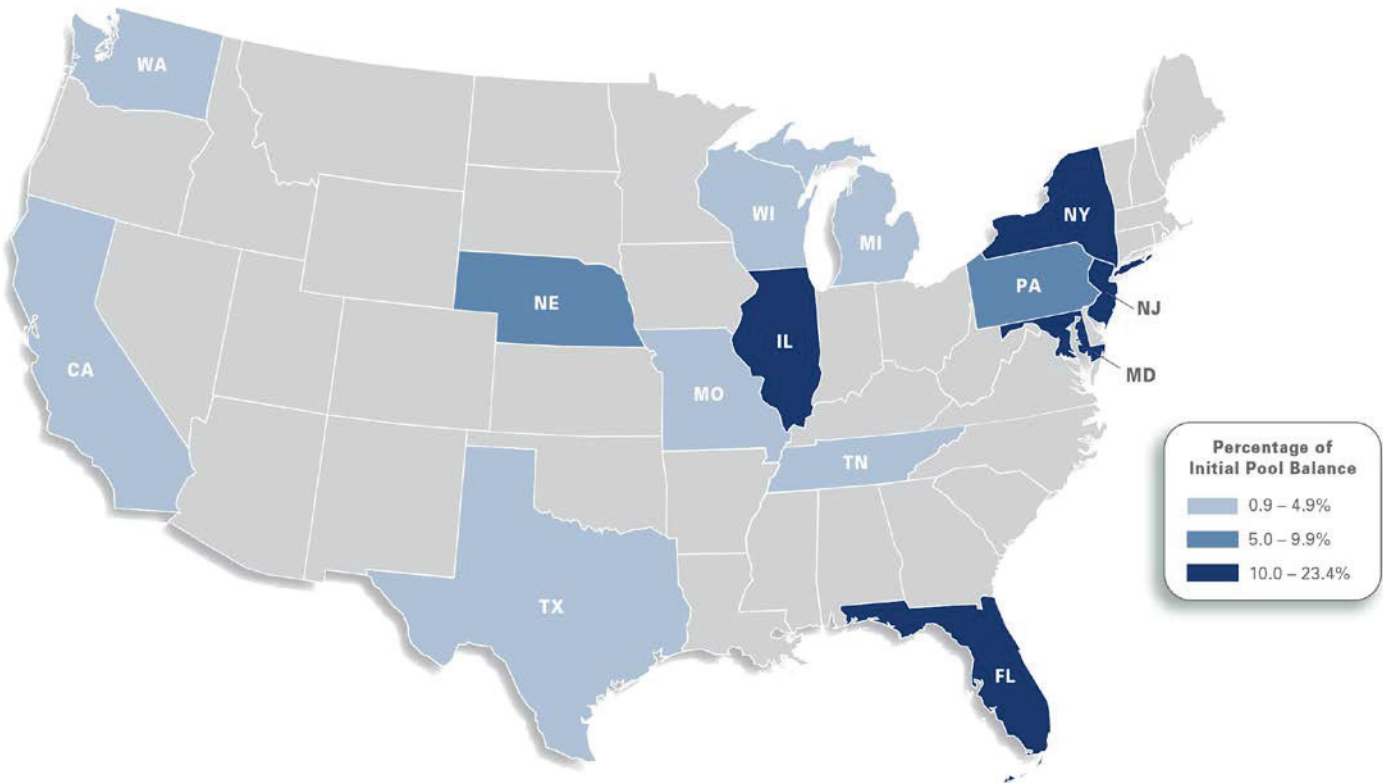 WA
WI
MI
NY
NE
PA
NJ
IL
MD
CA
MO
TN
TX
FL
Percentage of
Initial Pool Balance
0.9 – 4.9%
5.0 – 9.9%
10.0 – 23.4%